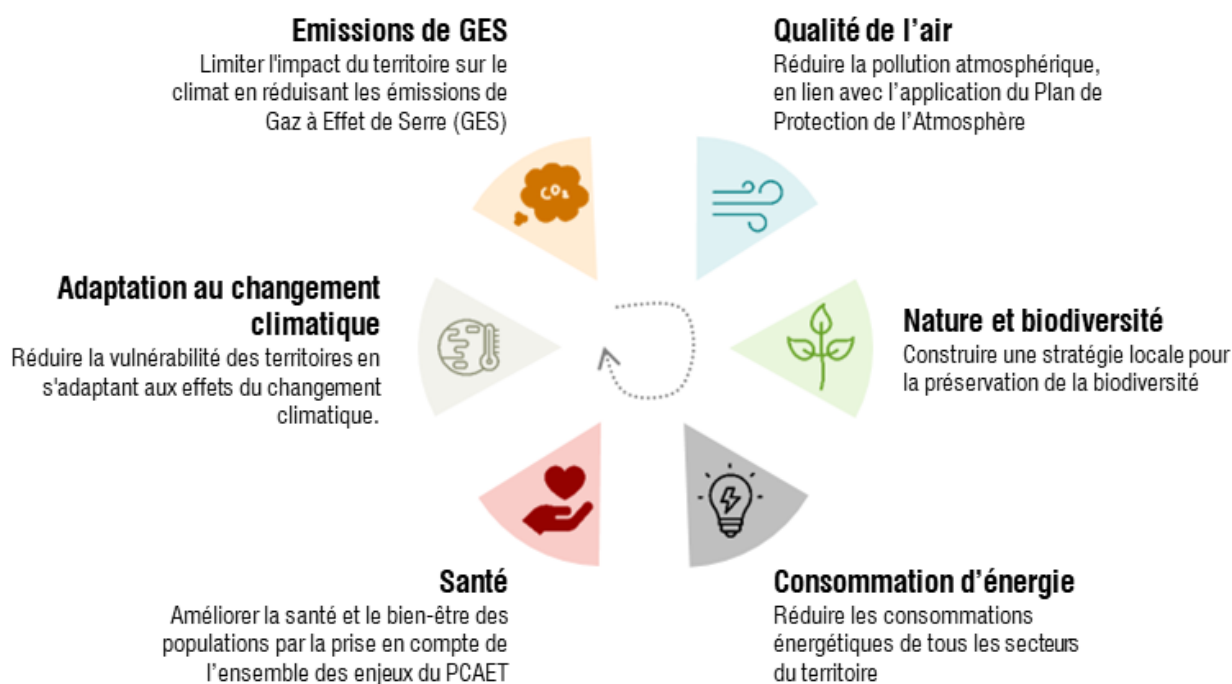 Emissions de GES
Limiter l'impact du territoire sur le
climat en réduisant les émissions de
Gaz à Effet de Serre (GES)
Qualité de l’air
Réduire la pollution atmosphérique,
en lien avec l’application du Plan de
Protection de l’Atmosphère
CO₂
Adaptation au changement
climatique
Réduire la vulnérabilité des territoires en
s'adaptant aux effets du changement
climatique.
Nature et biodiversité
Construire une stratégie locale pour
la préservation de la biodiversité
Santé
Améliorer la santé et le bien-être des
populations par la prise en compte de
l’ensemble des enjeux du PCAET
Consommation d’énergie
Réduire les consommations
énergétiques de tous les secteurs
du territoire